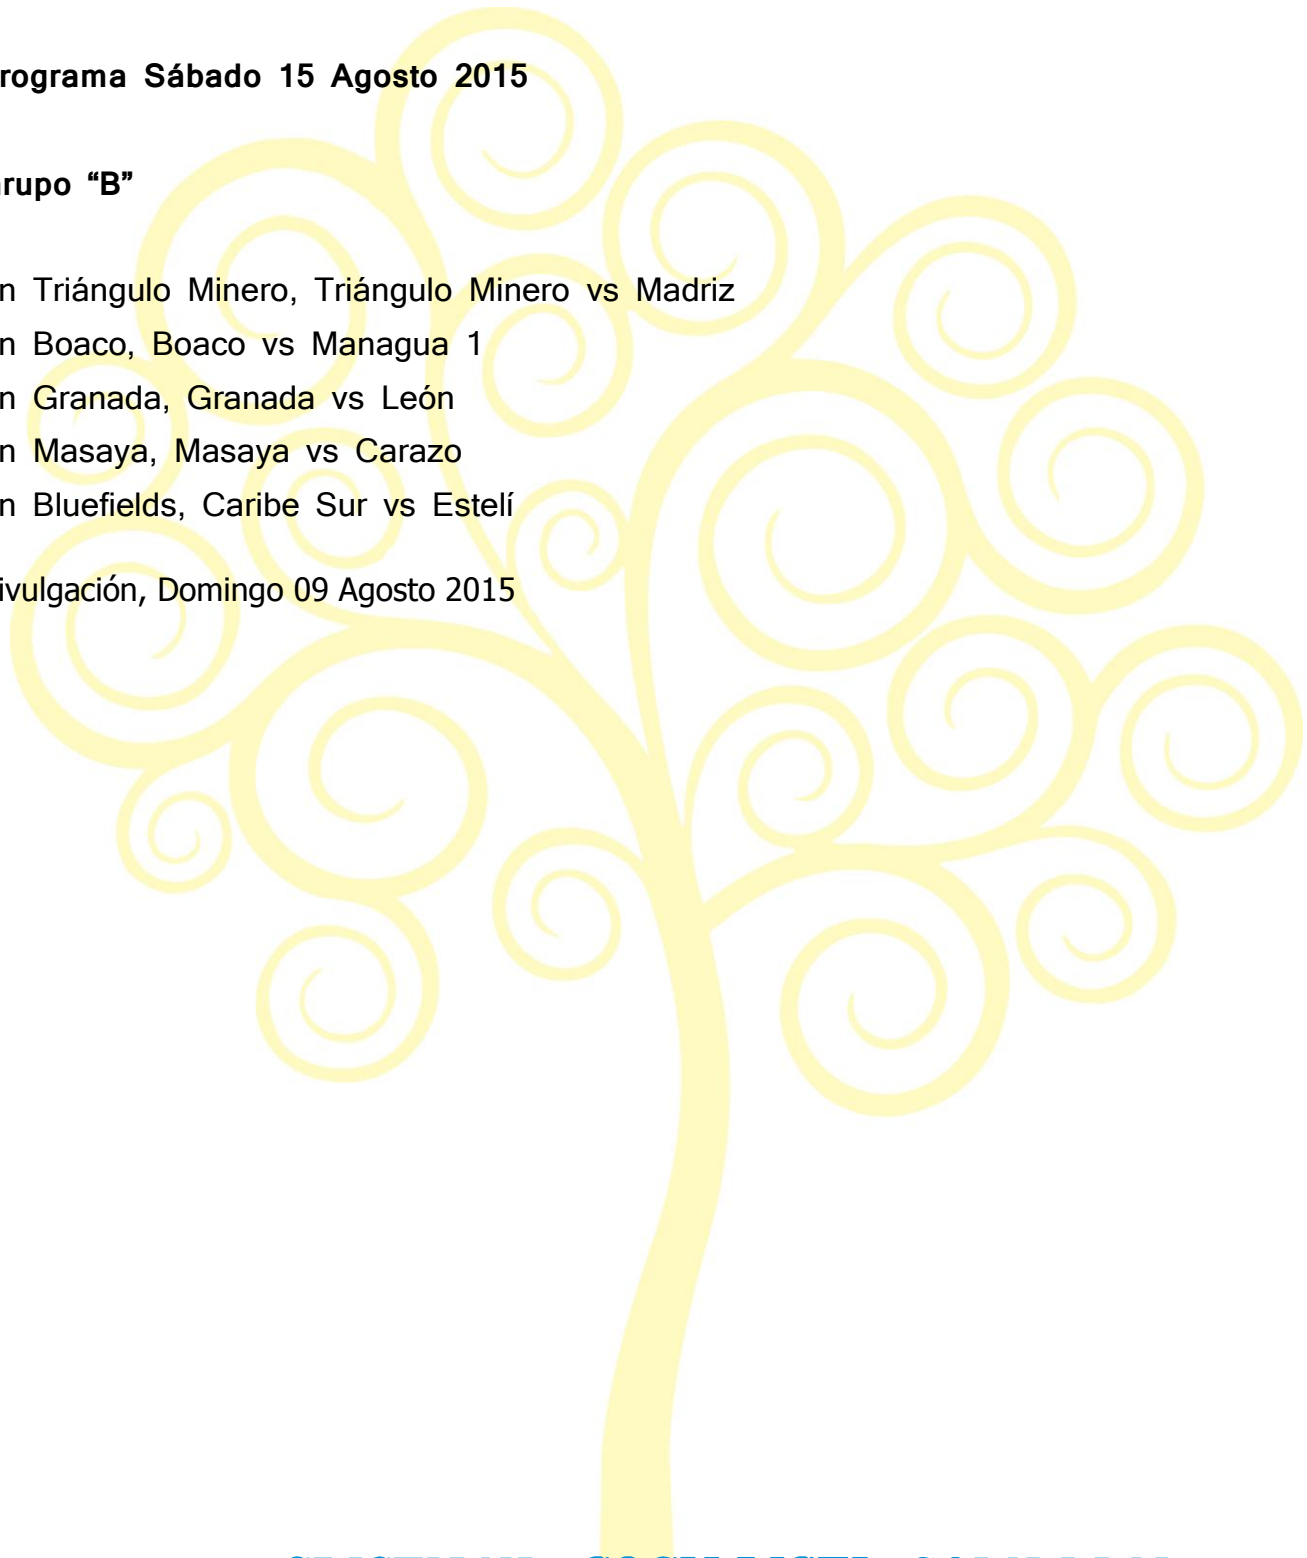 rograma Sábado 15 Agosto 2015
rupo “B”
n Triángulo Minero, Triángulo Minero vs Madriz
n Boaco, Boaco vs Managua 1
n Granada, Granada vs León
n Masaya, Masaya vs Carazo
n Bluefields, Caribe Sur vs Estelí
ivulgación, Domingo 09 Agosto 2015